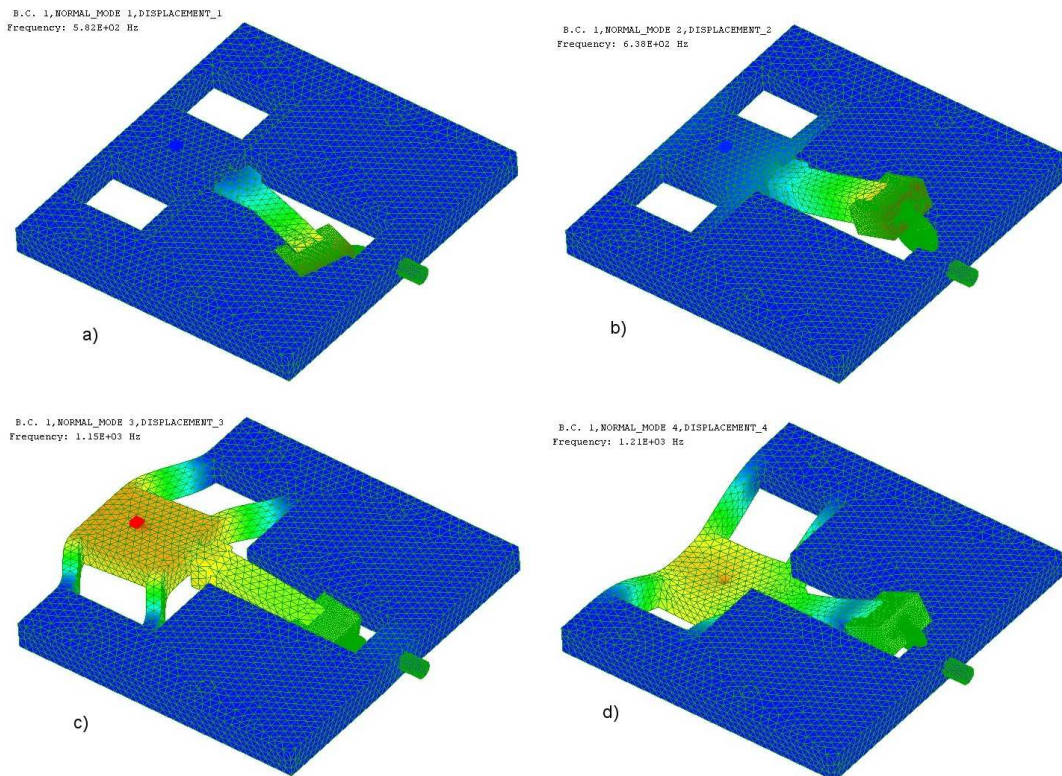 B.C. 1,NORMAL_MODE 1,DISPLACEMENT_1
Frequency: 5.82E+02 Hz
B.C. 1,NORMAL_MODE 2,DISPLACEMENT_2
Frequency: 6.38E+02 Hz
a)
b)
B.C. 1,NORMAL_MODE 3,DISPLACEMENT_3
Frequency: 1.15E+03 Hz
B.C. 1,NORMAL_MODE 4,DISPLACEMENT_4
Frequency: 1.21E+03 Hz
c)
d)